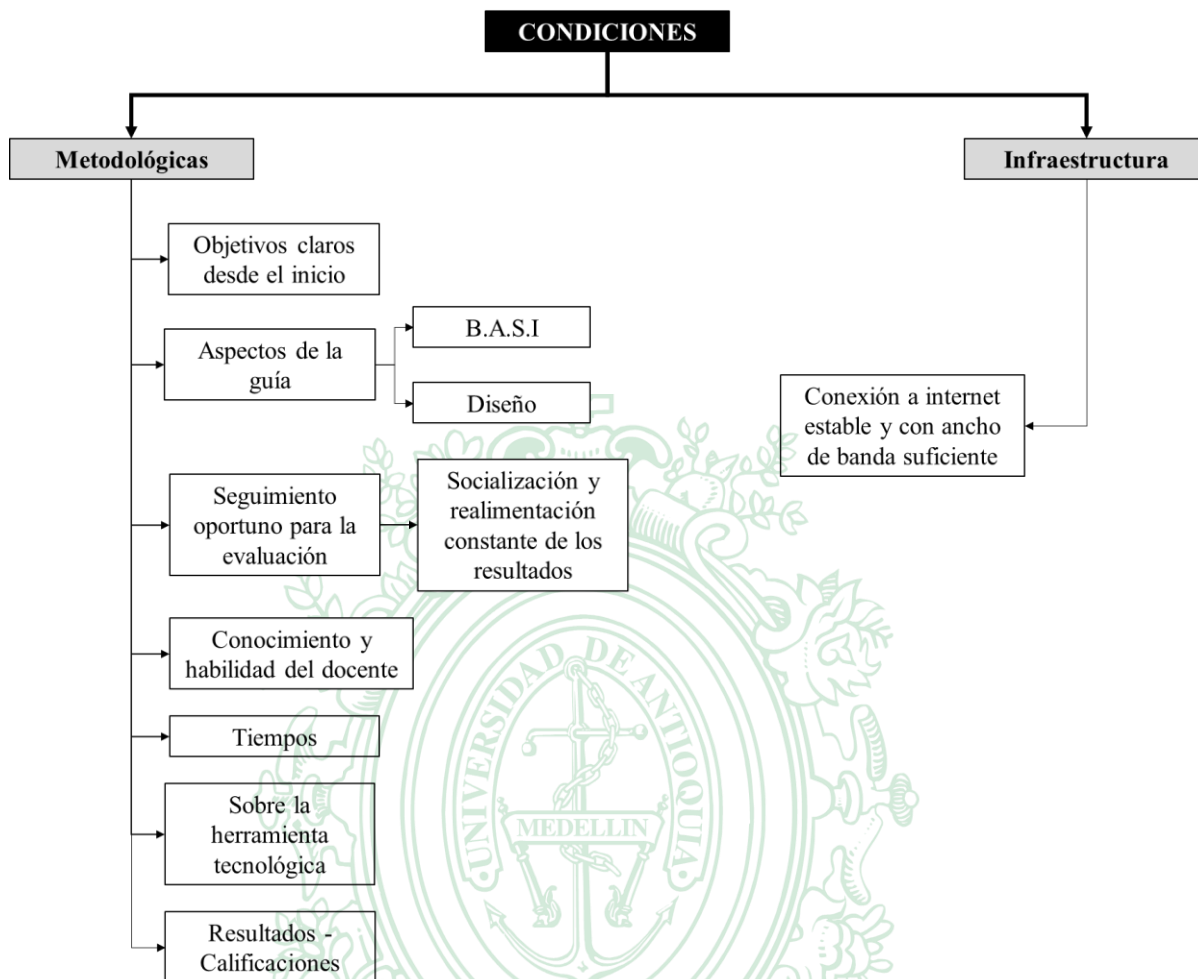 CONDICIONES
Metodológicas
Infraestructura
Objetivos claros
desde el inicio
Aspectos de la
guía
B.A.S.I
Diseño
Conexión a internet
estable y con ancho
de banda suficiente
Seguimiento
oportuno para la
evaluación
Socialización y
realimentación
constante de los
resultados
Conocimiento y
habilidad del docente
Tiempos
Sobre la
herramienta
tecnológica
Resultados -
Calificaciones
UNIVERSIDAD DE ANTIOQUIA
MEDELLIN